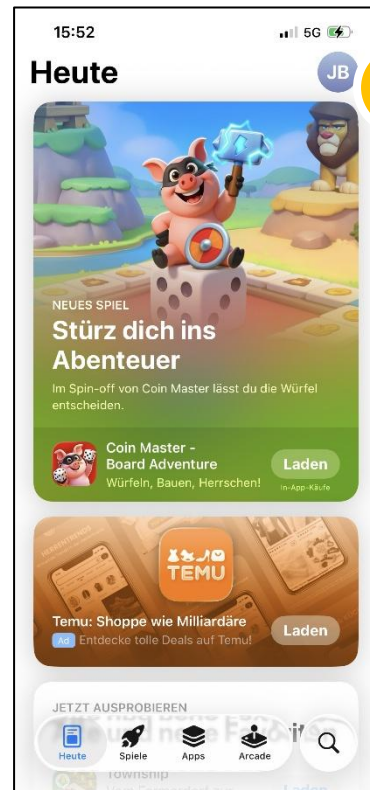 15:52
5G
Heute
JB
NEUES SPIEL
Stürz dich ins
Abenteuer
Im Spin-off von Coin Master lässt du die Würfel
entscheiden.
Coin Master -
Board Adventure
Würfeln, Bauen, Herrschen!
Laden
In-App-Käufe
TEMU
Temu: Shoppe wie Milliardäre
Ad Entdecke tolle Deals auf Temu!
Laden
JETZT AUSPROBIEREN
Heute
Spiele
Apps
Arcade
Township
Laden